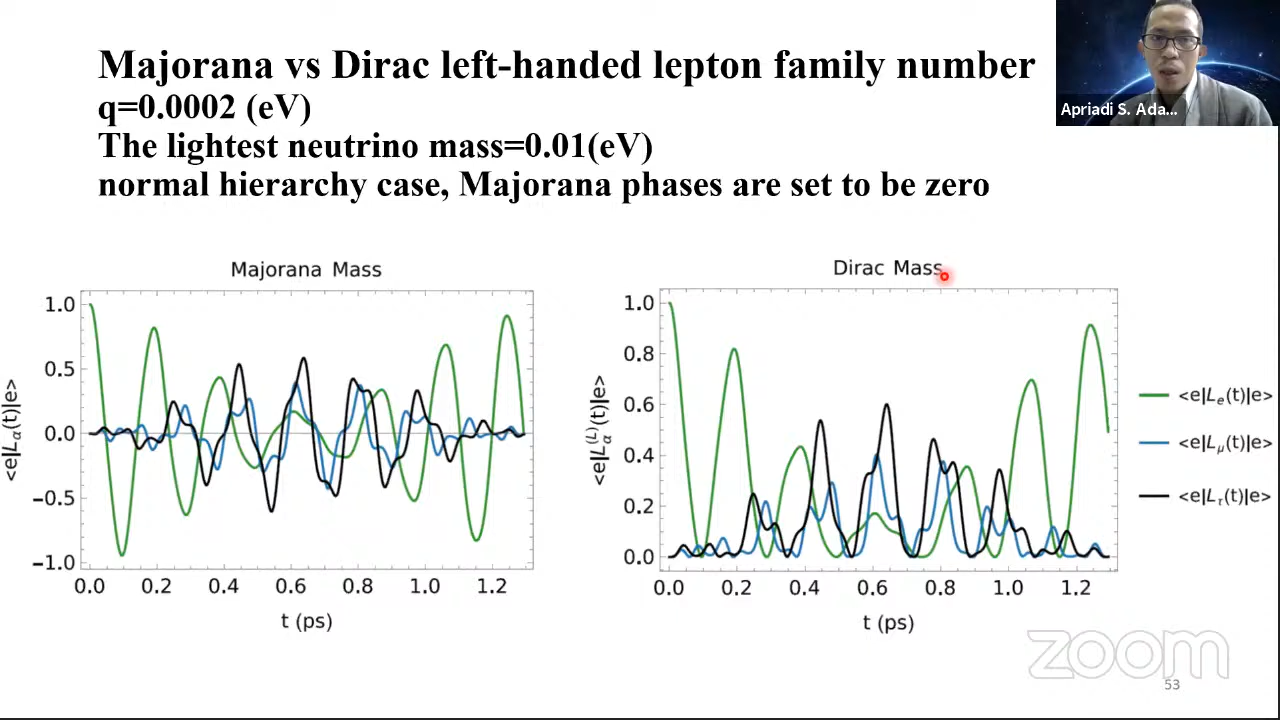 Majorana vs Dirac left-handed lepton family number
q=0.0002 (eV)
The lightest neutrino mass=0.01(eV)
normal hierarchy case, Majorana phases are set to be zero
Apriadi S. Ada...
Majorana Mass
1.0
0.5
0.0
−0.5
−1.0
<e|Lα(t)|e>
0.0 0.2 0.4 0.6 0.8 1.0 1.2
t (ps)
Dirac Mass
1.0
0.8
0.6
0.4
0.2
0.0
<e|Lα^(L)(t)|e>
0.0 0.2 0.4 0.6 0.8 1.0 1.2
t (ps)
<e|Le(t)|e>
<e|Lμ(t)|e>
<e|Lτ(t)|e>
zoom
53